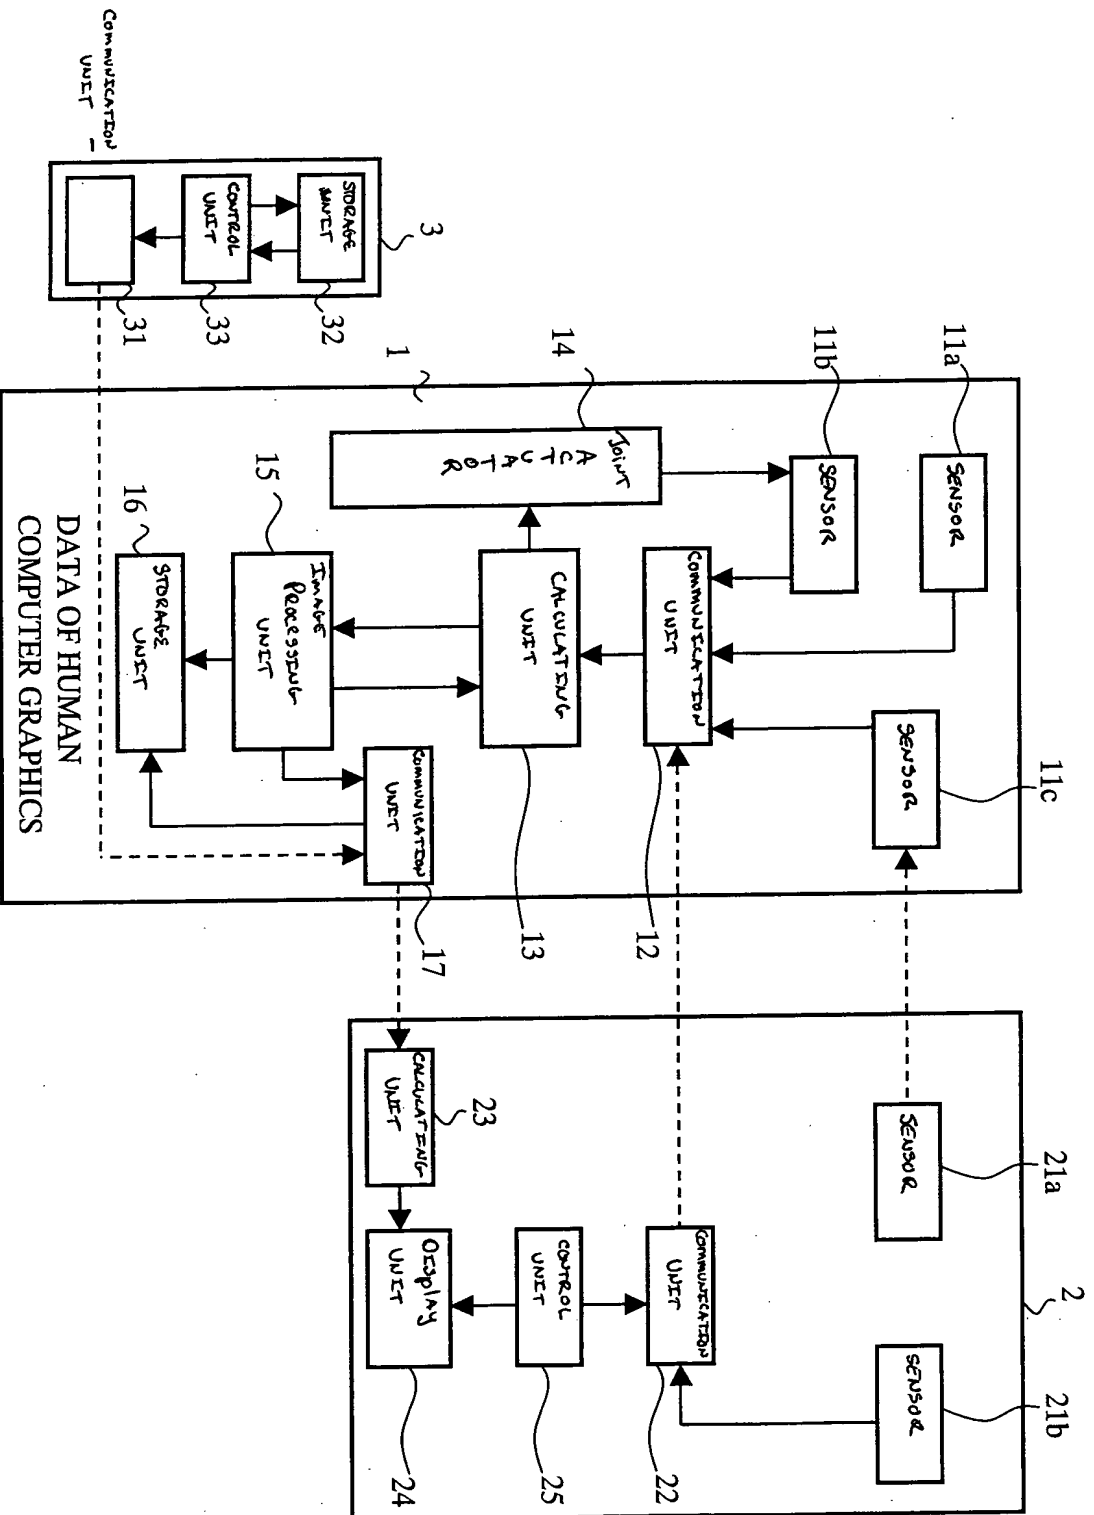 11a
11c
21a
2
21b
SENSOR
SENSOR
SENSOR
SENSOR
11b
SENSOR
14
JOINT
ACTUATOR
COMMUNICATION
UNIT
12
COMMUNICATION
UNIT
22
CALCULATING
UNIT
13
CONTROL
UNIT
25
3
1
STORAGE
UNIT
32
CONTROL
UNIT
33
31
COMMUNICATION
UNIT
15
IMAGE
PROCESSING
UNIT
COMMUNICATION
UNIT
17
23
CALCULATING
UNIT
Display
UNIT
24
16
STORAGE
UNIT
DATA OF HUMAN
COMPUTER GRAPHICS